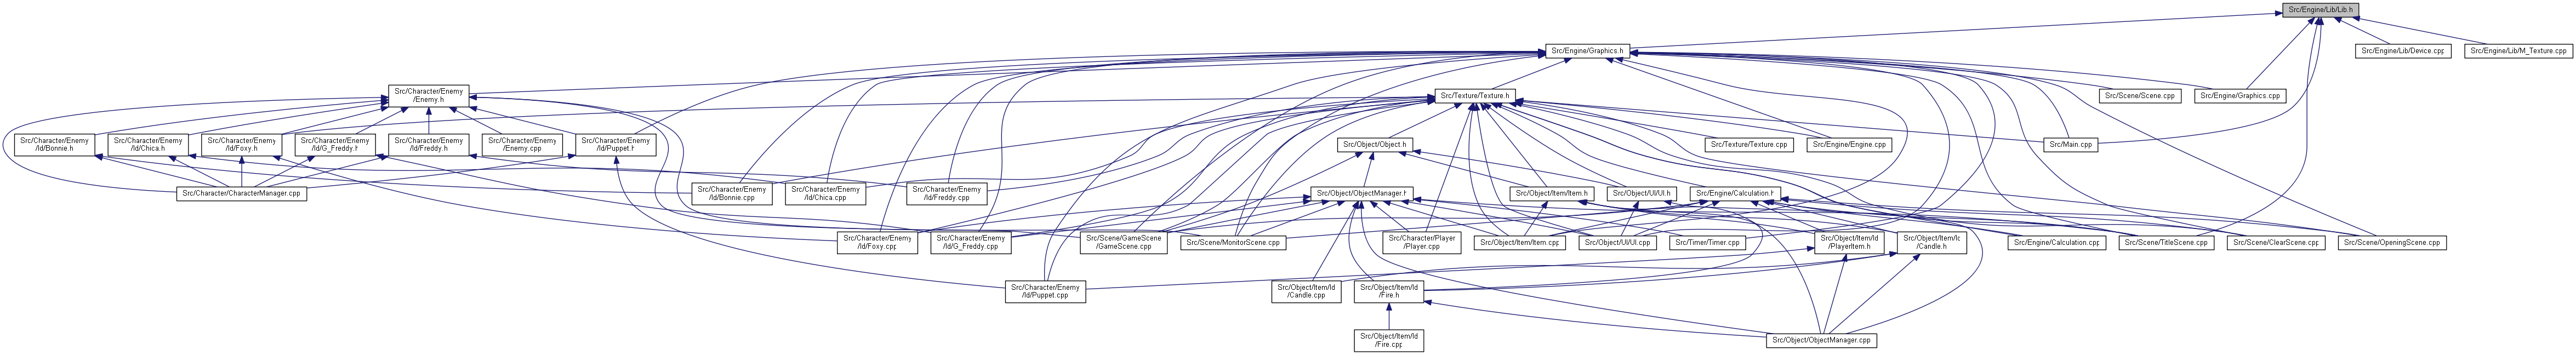 Src/Engine/Lib/Lib.h
Src/Engine/Graphics.h
Src/Engine/Lib/Device.cpp
Src/Engine/Lib/M_Texture.cpp
Src/Character/Enemy
/Enemy.h
Src/Texture/Texture.h
Src/Scene/Scene.cpp
Src/Engine/Graphics.cpp
Src/Character/Enemy
/Id/Bonnie.h
Src/Character/Enemy
/Id/Chica.h
Src/Character/Enemy
/Id/Foxy.h
Src/Character/Enemy
/Id/G_Freddy.h
Src/Character/Enemy
/Id/Freddy.h
Src/Character/Enemy
/Enemy.cpp
Src/Character/Enemy
/Id/Puppet.h
Src/Object/Object.h
Src/Texture/Texture.cpp
Src/Engine/Engine.cpp
Src/Main.cpp
Src/Character/CharacterManager.cpp
Src/Character/Enemy
/Id/Bonnie.cpp
Src/Character/Enemy
/Id/Chica.cpp
Src/Character/Enemy
/Id/Freddy.cpp
Src/Object/ObjectManager.h
Src/Object/Item/Item.h
Src/Object/UI/UI.h
Src/Engine/Calculation.h
Src/Character/Enemy
/Id/Foxy.cpp
Src/Character/Enemy
/Id/G_Freddy.cpp
Src/Scene/GameScene
/GameScene.cpp
Src/Scene/MonitorScene.cpp
Src/Character/Player
/Player.cpp
Src/Object/Item/Item.cpp
Src/Object/UI/UI.cpp
Src/Timer/Timer.cpp
Src/Object/Item/Id
/PlayerItem.h
Src/Object/Item/Id
/Candle.h
Src/Engine/Calculation.cpp
Src/Scene/TitleScene.cpp
Src/Scene/ClearScene.cpp
Src/Scene/OpeningScene.cpp
Src/Character/Enemy
/Id/Puppet.cpp
Src/Object/Item/Id
/Candle.cpp
Src/Object/Item/Id
/Fire.h
Src/Object/Item/Id
/Fire.cpp
Src/Object/ObjectManager.cpp